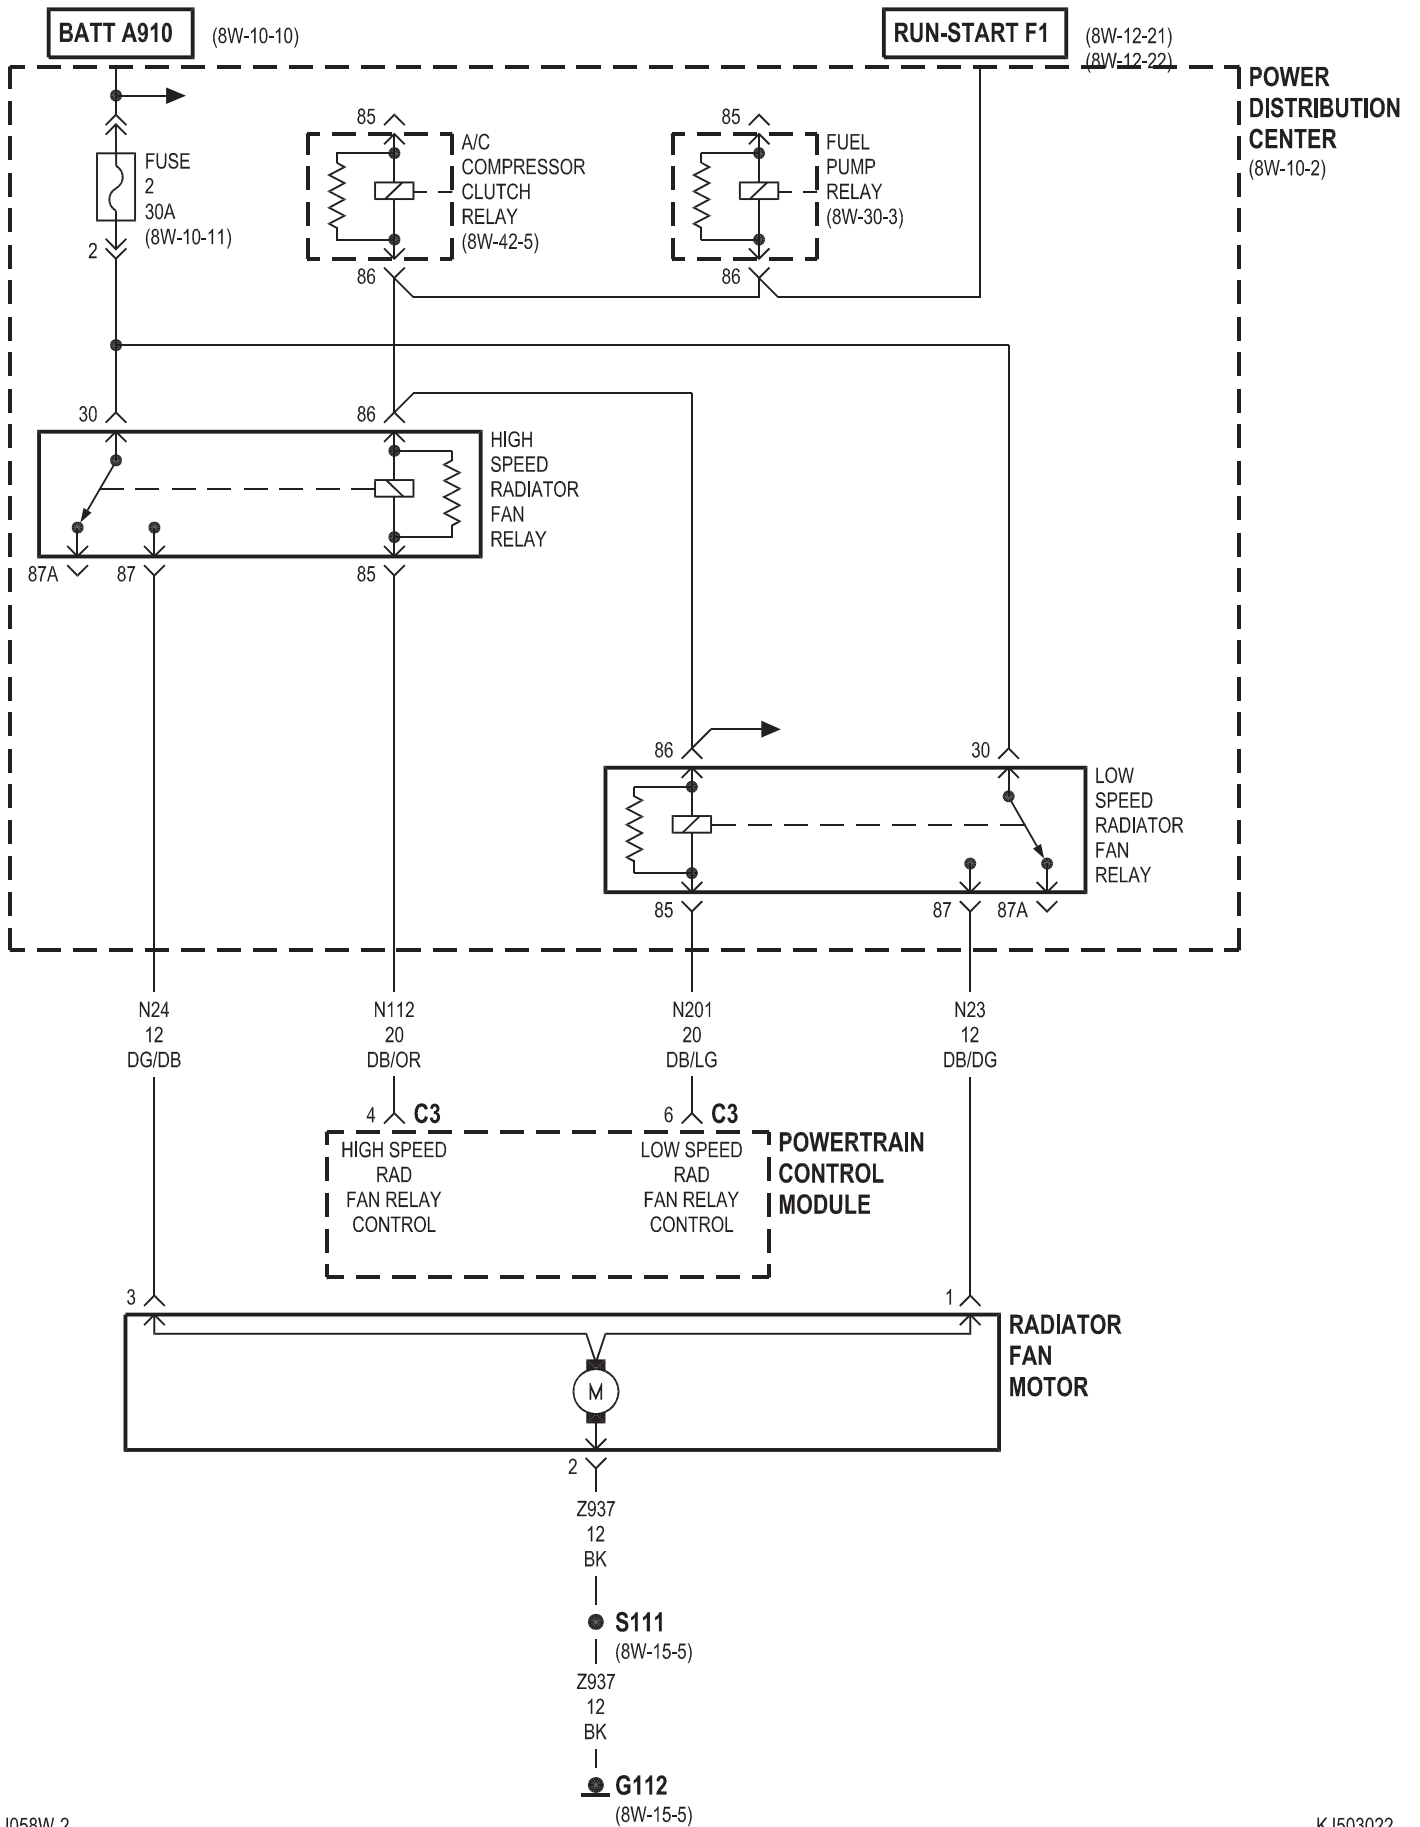 BATT A910
(8W-10-10)
RUN-START F1
(8W-12-21)
(8W-12-22)
POWER
DISTRIBUTION
CENTER
(8W-10-2)
FUSE
2
30A
(8W-10-11)
2
85
A/C
COMPRESSOR
CLUTCH
RELAY
(8W-42-5)
86
85
FUEL
PUMP
RELAY
(8W-30-3)
86
30
86
HIGH
SPEED
RADIATOR
FAN
RELAY
87A
87
85
86
30
LOW
SPEED
RADIATOR
FAN
RELAY
85
87
87A
N24
12
DG/DB
N112
20
DB/OR
N201
20
DB/LG
N23
12
DB/DG
4
C3
6
C3
HIGH SPEED
RAD
FAN RELAY
CONTROL
LOW SPEED
RAD
FAN RELAY
CONTROL
POWERTRAIN
CONTROL
MODULE
3
1
RADIATOR
FAN
MOTOR
M
2
Z937
12
BK
S111
(8W-15-5)
Z937
12
BK
G112
(8W-15-5)
J058W-2
KJ503022